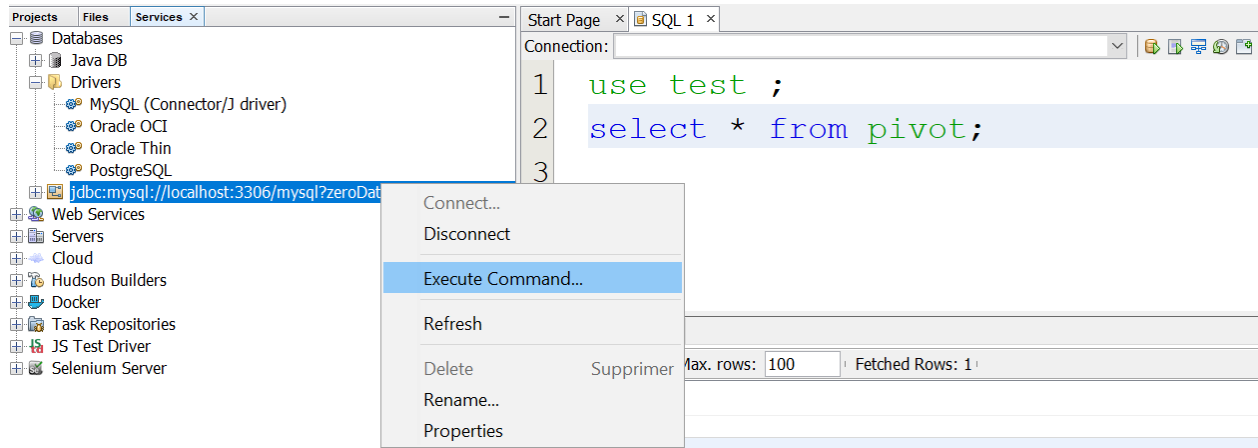 Projects Files Services ×
Databases
Java DB
Drivers
MySQL (Connector/J driver)
Oracle OCI
Oracle Thin
PostgreSQL
jdbc:mysql://localhost:3306/mysql?zeroDat
Web Services
Servers
Cloud
Hudson Builders
Docker
Task Repositories
JS Test Driver
Selenium Server
Connect...
Disconnect
Execute Command...
Refresh
Delete Supprimer
Rename...
Properties
Start Page × SQL 1 ×
Connection:
1 use test ;
2 select * from pivot;
3
Max. rows: 100 Fetched Rows: 1